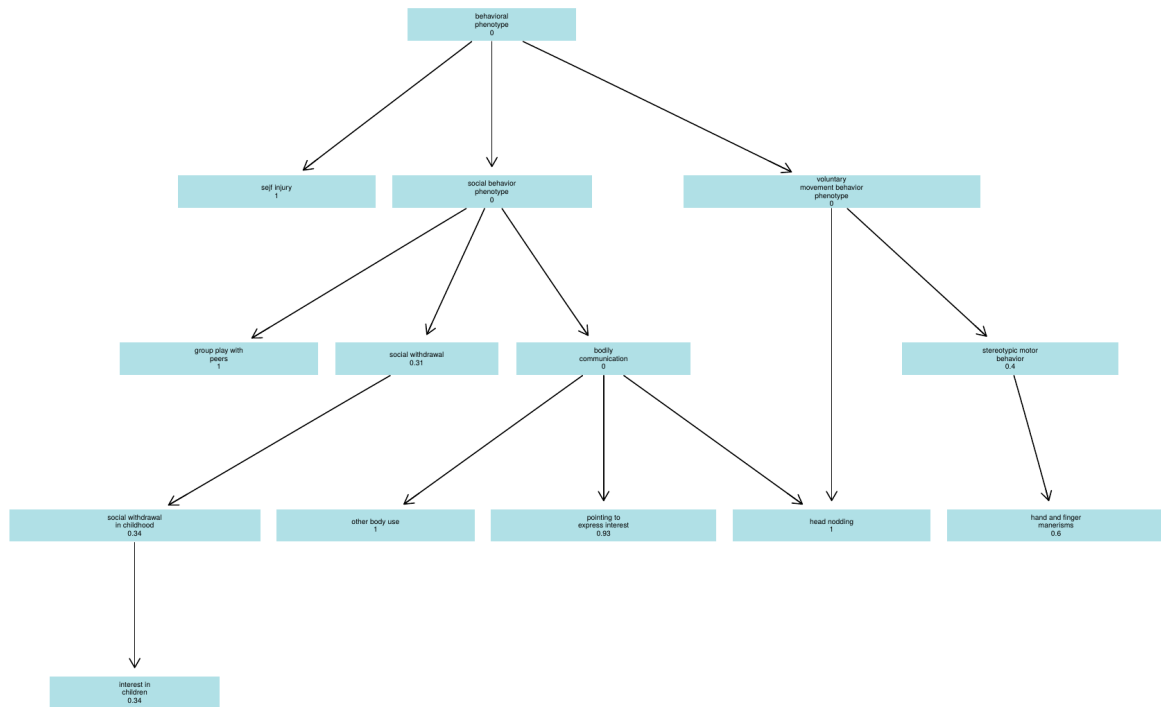 behavioral
phenotype
0
self injury
1
social behavior
phenotype
0
voluntary
movement behavior
phenotype
0
group play with
peers
1
social withdrawal
0.31
bodily
communication
0
stereotypic motor
behavior
0.4
social withdrawal
in childhood
0.34
other body use
1
pointing to
express interest
0.93
head nodding
1
hand and finger
manerisms
0.6
interest in
children
0.34